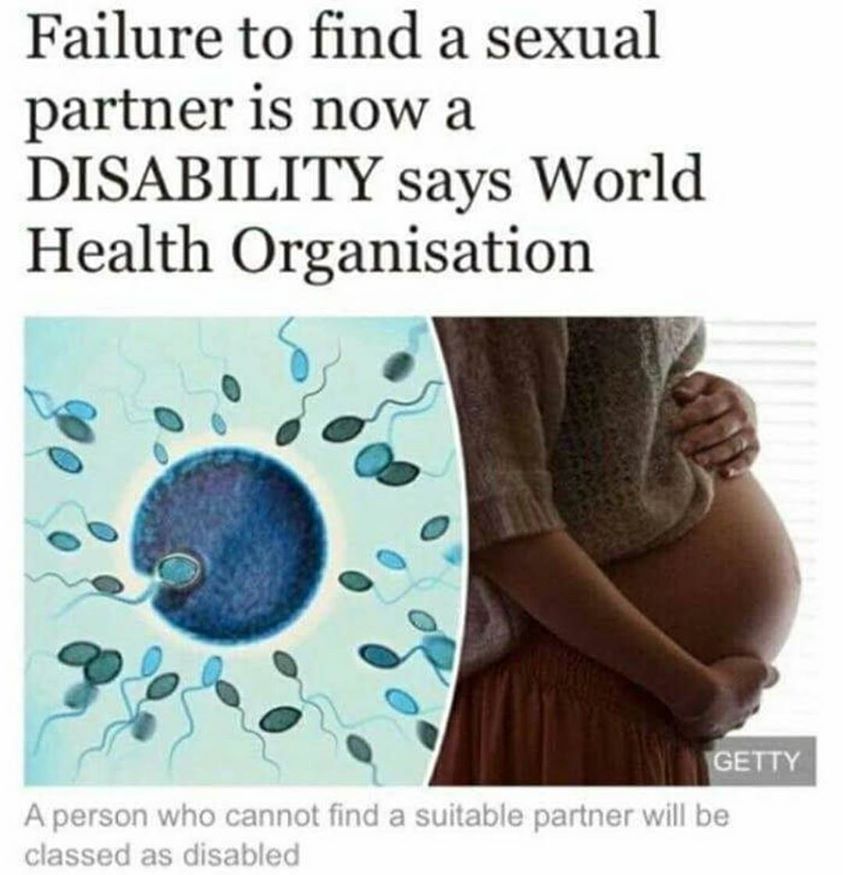 Failure to find a sexual
partner is now a
DISABILITY says World
Health Organisation
GETTY
A person who cannot find a suitable partner will be
classed as disabled